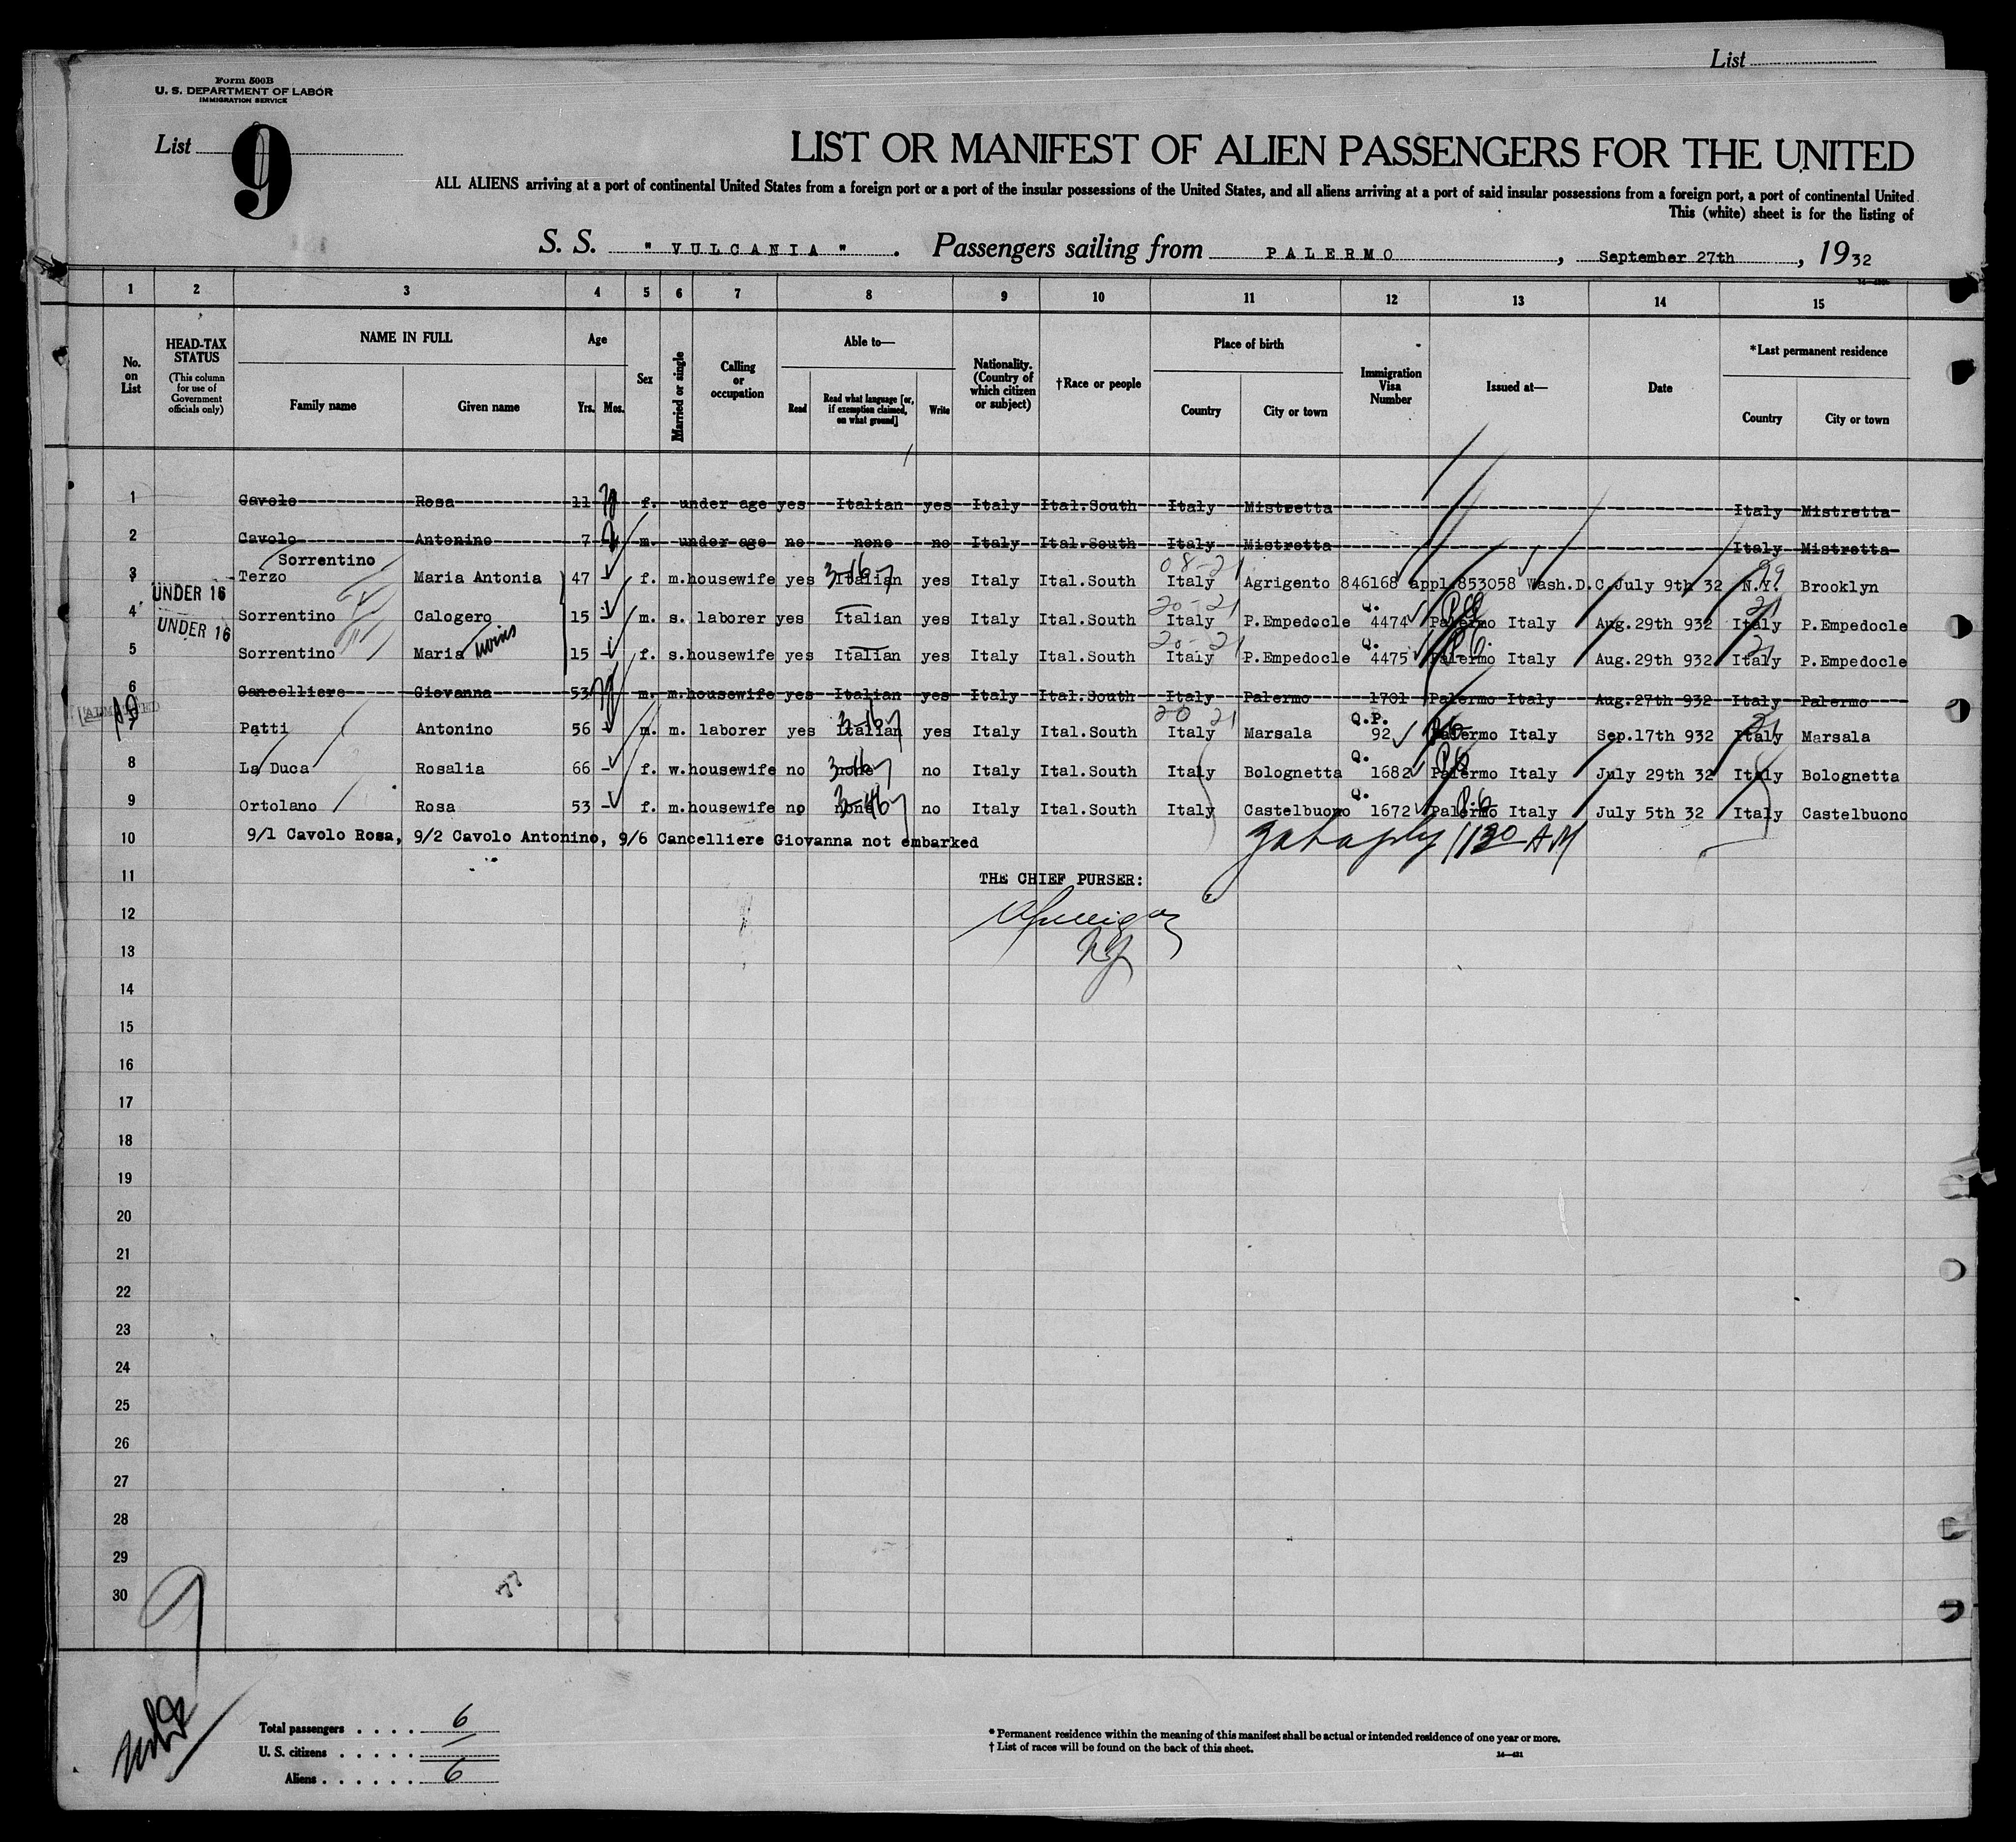 List
Form 500B
U. S. DEPARTMENT OF LABOR
IMMIGRATION SERVICE
List 9
LIST OR MANIFEST OF ALIEN PASSENGERS FOR THE UNITED
ALL ALIENS arriving at a port of continental United States from a foreign port or a port of the insular possessions of the United States, and all aliens arriving at a port of said insular possessions from a foreign port, a port of continental United
This (white) sheet is for the listing of
S. S. "VULCANIA". Passengers sailing from PALERMO, September 27th, 1932
1 2 3 4 5 6 7 8 9 10 11 12 13 14 15
No. on List
HEAD-TAX STATUS
(This column for use of Government officials only)
NAME IN FULL
Family name Given name
Age
Yrs. Mos.
Sex
Married or single
Calling or occupation
Able to—
Read Read what language [or, if exemption claimed, on what ground] Write
Nationality. (Country of which citizen or subject)
†Race or people
Place of birth
Country City or town
Immigration Visa Number
Issued at—
Date
*Last permanent residence
Country City or town
1 Cavolo Rosa 11 f. under age yes Italian yes Italy Ital.South Italy Mistretta Italy Mistretta
2 Cavolo Antonino 7 m. under age no none no Italy Ital.South Italy Mistretta Italy Mistretta
Sorrentino
3 Terzo Maria Antonia 47 f. m. housewife yes Italian yes Italy Ital.South Italy Agrigento 846168 appl.853058 Wash.D.C. July 9th 32 N.Y. Brooklyn
UNDER 16
4 Sorrentino Calogero 15 m. s. laborer yes Italian yes Italy Ital.South Italy P.Empedocle Q. 4474 Palermo Italy Aug.29th 932 Italy P.Empedocle
UNDER 16
5 Sorrentino Maria 15 f. s. housewife yes Italian yes Italy Ital.South Italy P.Empedocle Q. 4475 Palermo Italy Aug.29th 932 Italy P.Empedocle
6 Cancelliere Giovanna 53 m. m. housewife yes Italian yes Italy Ital.South Italy Palermo 1701 Palermo Italy Aug.27th 932 Italy Palermo
ADMITTED
7 Patti Antonino 56 m. m. laborer yes Italian yes Italy Ital.South Italy Marsala Q.P. 92 Palermo Italy Sep.17th 932 Italy Marsala
8 La Duca Rosalia 66 f. w. housewife no none no Italy Ital.South Italy Bolognetta Q. 1682 Palermo Italy July 29th 32 Italy Bolognetta
9 Ortolano Rosa 53 f. m. housewife no none no Italy Ital.South Italy Castelbuono Q. 1672 Palermo Italy July 5th 32 Italy Castelbuono
10 9/1 Cavolo Rosa, 9/2 Cavolo Antonino, 9/6 Cancelliere Giovanna not embarked
1130 AM
11 THE CHIEF PURSER:
12
13
14
15
16
17
18
19
20
21
22
23
24
25
26
27
28
29
30
9
Total passengers . . . . 6
U. S. citizens . . . . .
Aliens . . . . . . 6
* Permanent residence within the meaning of this manifest shall be actual or intended residence of one year or more.
† List of races will be found on the back of this sheet.
14—421